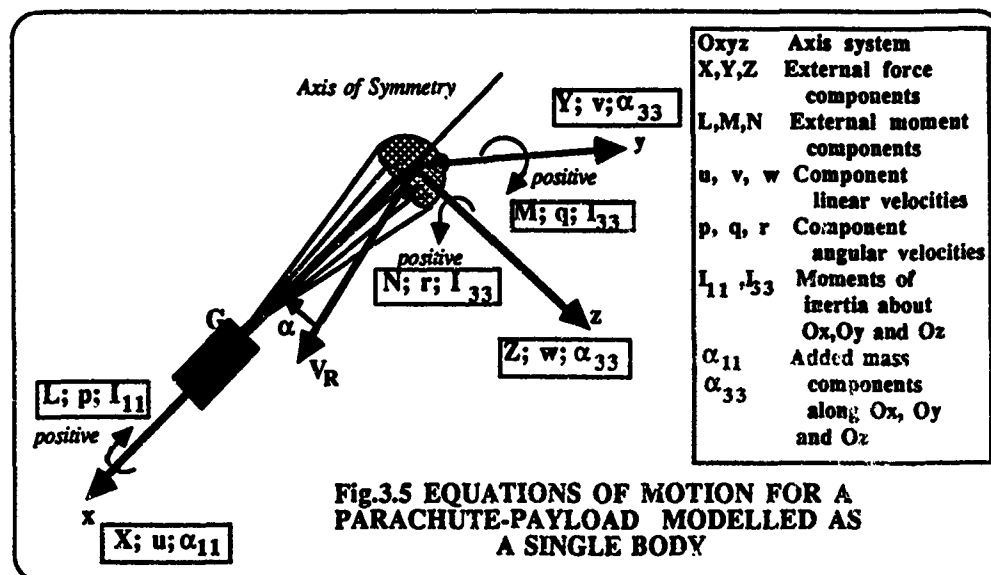 Axis of Symmetry
Y; v; α33
y
positive
M; q; I33
positive
N; r; I33
z
Z; w; α33
G
α
VR
L; p; I11
positive
x
X; u; α11
Oxyz Axis system
X,Y,Z External force
components
L,M,N External moment
components
u, v, w Component
linear velocities
p, q, r Component
angular velocities
I11 ,I33 Moments of
inertia about
Ox,Oy and Oz
α11 Added mass
α33 components
along Ox, Oy
and Oz
Fig.3.5 EQUATIONS OF MOTION FOR A
PARACHUTE-PAYLOAD MODELLED AS
A SINGLE BODY